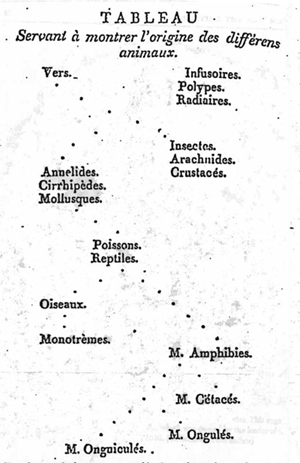 TABLEAU
Servant à montrer l'origine des différens
animaux.
Vers.
Infusoires.
Polypes.
Radiaires.
Insectes.
Arachnides.
Crustacés.
Annelides.
Cirrhipèdes.
Mollusques.
Poissons.
Reptiles.
Oiseaux.
Monotrèmes.
M. Amphibies.
M. Cétacés.
M. Ongulés.
M. Onguiculés.